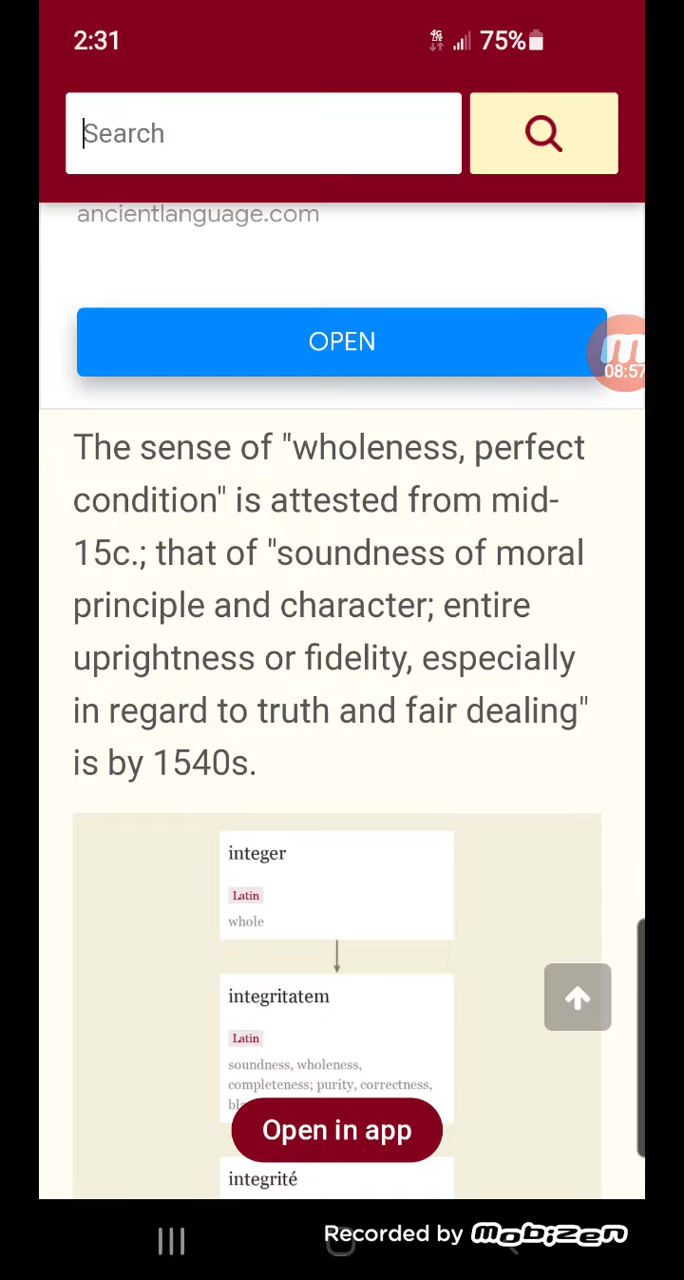 2:31
4G LTE 75%
Search
ancientlanguage.com
OPEN
08:57
The sense of "wholeness, perfect
condition" is attested from mid-
15c.; that of "soundness of moral
principle and character; entire
uprightness or fidelity, especially
in regard to truth and fair dealing"
is by 1540s.
integer
Latin
whole
integritatem
Latin
soundness, wholeness,
completeness; purity, correctness,
Open in app
integrité
Recorded by mobizen